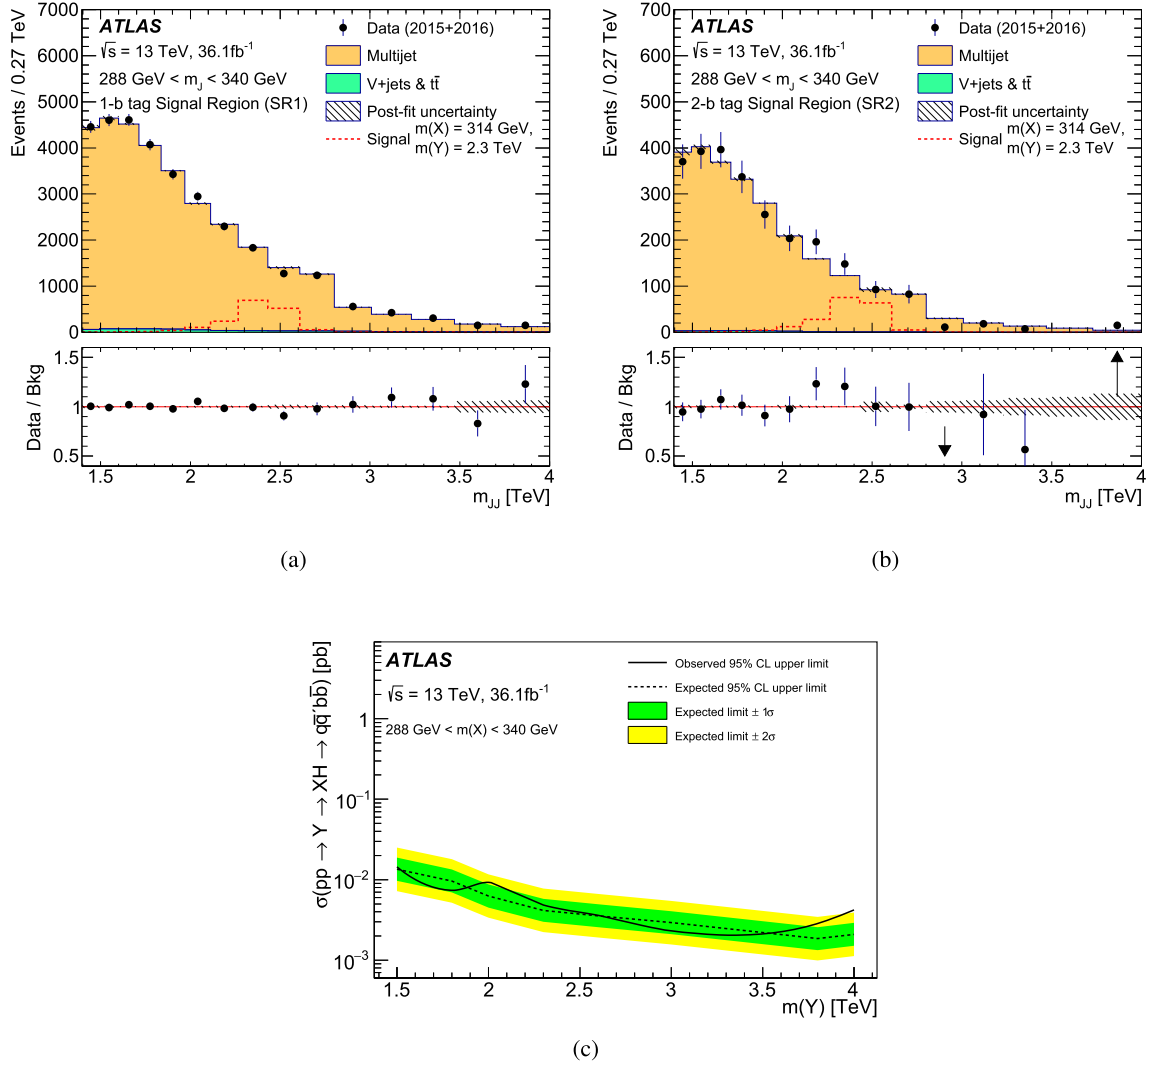 Events / 0.27 TeV
7000
6000
5000
4000
3000
2000
1000
0
ATLAS
√s = 13 TeV, 36.1fb⁻¹
288 GeV < m_J < 340 GeV
1-b tag Signal Region (SR1)
Data (2015+2016)
Multijet
V+jets & tt̄
Post-fit uncertainty
Signal m(X) = 314 GeV,
m(Y) = 2.3 TeV
Data / Bkg
1.5
1
0.5
1.5 2 2.5 3 3.5 4
m_JJ [TeV]
(a)
Events / 0.27 TeV
700
600
500
400
300
200
100
0
ATLAS
√s = 13 TeV, 36.1fb⁻¹
288 GeV < m_J < 340 GeV
2-b tag Signal Region (SR2)
Data (2015+2016)
Multijet
V+jets & tt̄
Post-fit uncertainty
Signal m(X) = 314 GeV,
m(Y) = 2.3 TeV
Data / Bkg
1.5
1
0.5
1.5 2 2.5 3 3.5 4
m_JJ [TeV]
(b)
σ(pp → Y → XH → qq̄′bb̄) [pb]
1
10⁻¹
10⁻²
10⁻³
ATLAS
√s = 13 TeV, 36.1fb⁻¹
288 GeV < m(X) < 340 GeV
Observed 95% CL upper limit
Expected 95% CL upper limit
Expected limit ± 1σ
Expected limit ± 2σ
1.5 2 2.5 3 3.5 4
m(Y) [TeV]
(c)